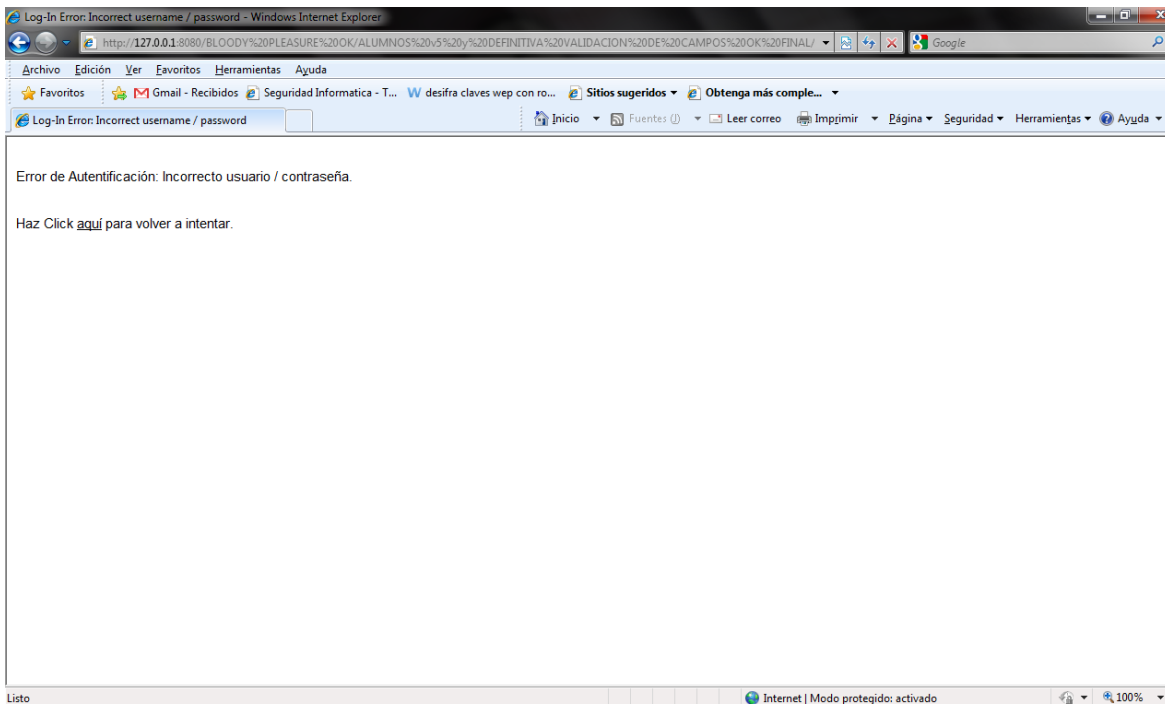 Log-In Error: Incorrect username / password - Windows Internet Explorer
http://127.0.0.1:8080/BLOODY%20PLEASURE%20OK/ALUMNOS%20v5%20y%20DEFINITIVA%20VALIDACION%20DE%20CAMPOS%20OK%20FINAL/ Google
Archivo Edición Ver Favoritos Herramientas Ayuda
Favoritos Gmail - Recibidos Seguridad Informatica - T... W desifra claves wep con ro... Sitios sugeridos Obtenga más comple...
Log-In Error: Incorrect username / password Inicio Fuentes (J) Leer correo Imprimir Página Seguridad Herramientas Ayuda
Error de Autentificación: Incorrecto usuario / contraseña.
Haz Click aquí para volver a intentar.
Listo Internet | Modo protegido: activado 100%